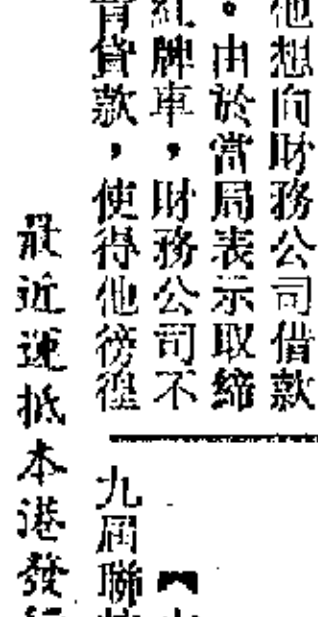 他想向財務公司借款
。由於當局表示取締
紅牌車,財務公司不
肯貸款,使得他徬徨
最近運抵本港發
九届聯